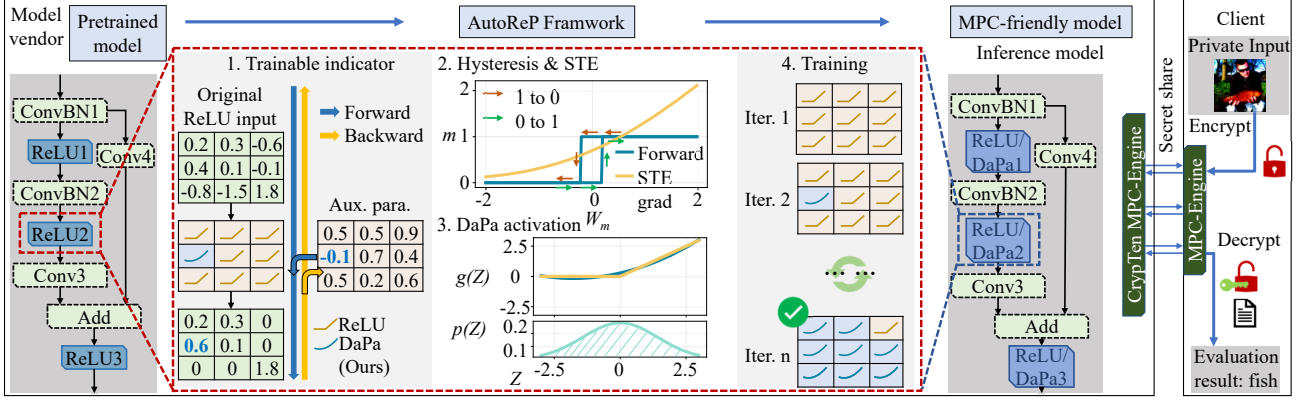 Model
vendor
Pretrained
model
AutoReP Framwork
MPC-friendly model
Client
ConvBN1
ReLU1
Conv4
ConvBN2
ReLU2
Conv3
Add
ReLU3
1. Trainable indicator
Original
ReLU input
0.2 0.3 -0.6
0.4 0.1 -0.1
-0.8 -1.5 1.8
0.2 0.3 0
0.6 0.1 0
0 0 1.8
Forward
Backward
Aux. para.
0.5 0.5 0.9
-0.1 0.7 0.4
0.5 0.2 0.6
ReLU
DaPa
(Ours)
2. Hysteresis & STE
2
m 1
0
1 to 0
0 to 1
Forward
STE
grad
-2 0 2
W_m
3. DaPa activation
g(Z)
2.5
0
-2.5
p(Z)
0.2
0.1
-2.5 0 2.5
Z
4. Training
Iter. 1
Iter. 2
... ...
Iter. n
Inference model
ConvBN1
ReLU/
DaPa1
Conv4
ConvBN2
ReLU/
DaPa2
Conv3
Add
ReLU/
DaPa3
CrypTen MPC-Engine
Secret share
MPC-Engine
Private Input
Encrypt
Decrypt
Evaluation
result: fish